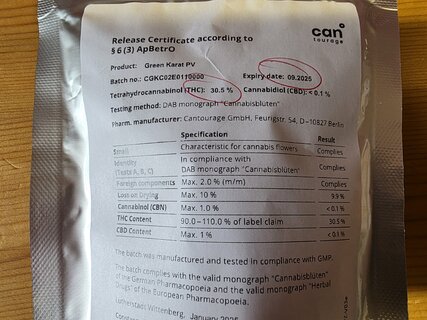 can
tourage
Release Certificate according to
§ 6 (3) ApBetrO
Product: Green Karat PV
Batch no.: CGKC02E0110000 Expiry date: 09.2025
Tetrahydrocannabinol (THC): 30.5 % Cannabidiol (CBD): < 0.1 %
Testing method: DAB monograph "Cannabisblüten"
Pharm. manufacturer: Cantourage GmbH, Feurigstr. 54, D-10827 Berlin
Specification Result
Small Characteristic for cannabis flowers Complies
Identity In compliance with Complies
(Tests A, B, C) DAB monograph "Cannabisblüten"
Foreign components Max. 2.0 % (m/m) Complies
Loss on Drying Max. 10 % 9.9 %
Cannabinol (CBN) Max. 1.0 % < 0.1 %
THC Content 90.0–110.0 % of label claim 30.5 %
CBD Content Max. 1 % < 0.1 %
The batch was manufactured and tested in compliance with GMP.
The batch complies with the valid monograph "Cannabisblüten"
of the German Pharmacopoeia and the valid monograph "Herbal
Drugs" of the European Pharmacopoeia.
Lutherstadt Wittenberg, January 2025